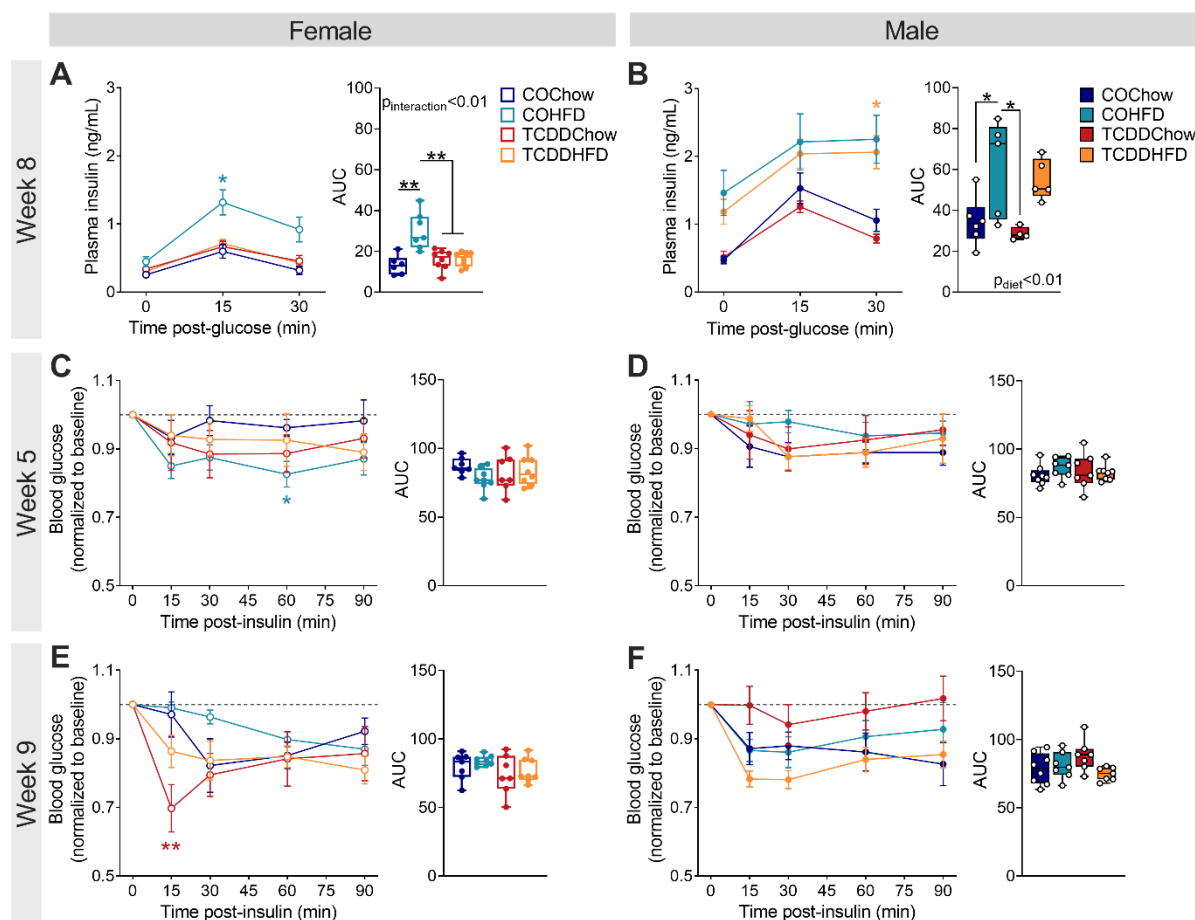 Female
Male
Week 8
A
Plasma insulin (ng/mL)
3
2
1
0
*
0 15 30
Time post-glucose (min)
AUC
100
80
60
40
20
0
pinteraction<0.01
**
**
COChow
COHFD
TCDDChow
TCDDHFD
B
Plasma insulin (ng/mL)
3
2
1
0
*
0 15 30
Time post-glucose (min)
AUC
100
80
60
40
20
0
* *
pdiet<0.01
COChow
COHFD
TCDDChow
TCDDHFD
Week 5
C
Blood glucose
(normalized to baseline)
1.1
0.9
0.7
0.5
*
0 15 30 45 60 75 90
Time post-insulin (min)
AUC
150
100
50
0
D
Blood glucose
(normalized to baseline)
1.1
0.9
0.7
0.5
0 15 30 45 60 75 90
Time post-insulin (min)
AUC
150
100
50
0
Week 9
E
Blood glucose
(normalized to baseline)
1.1
0.9
0.7
0.5
**
0 15 30 45 60 75 90
Time post-insulin (min)
AUC
150
100
50
0
F
Blood glucose
(normalized to baseline)
1.1
0.9
0.7
0.5
0 15 30 45 60 75 90
Time post-insulin (min)
AUC
150
100
50
0